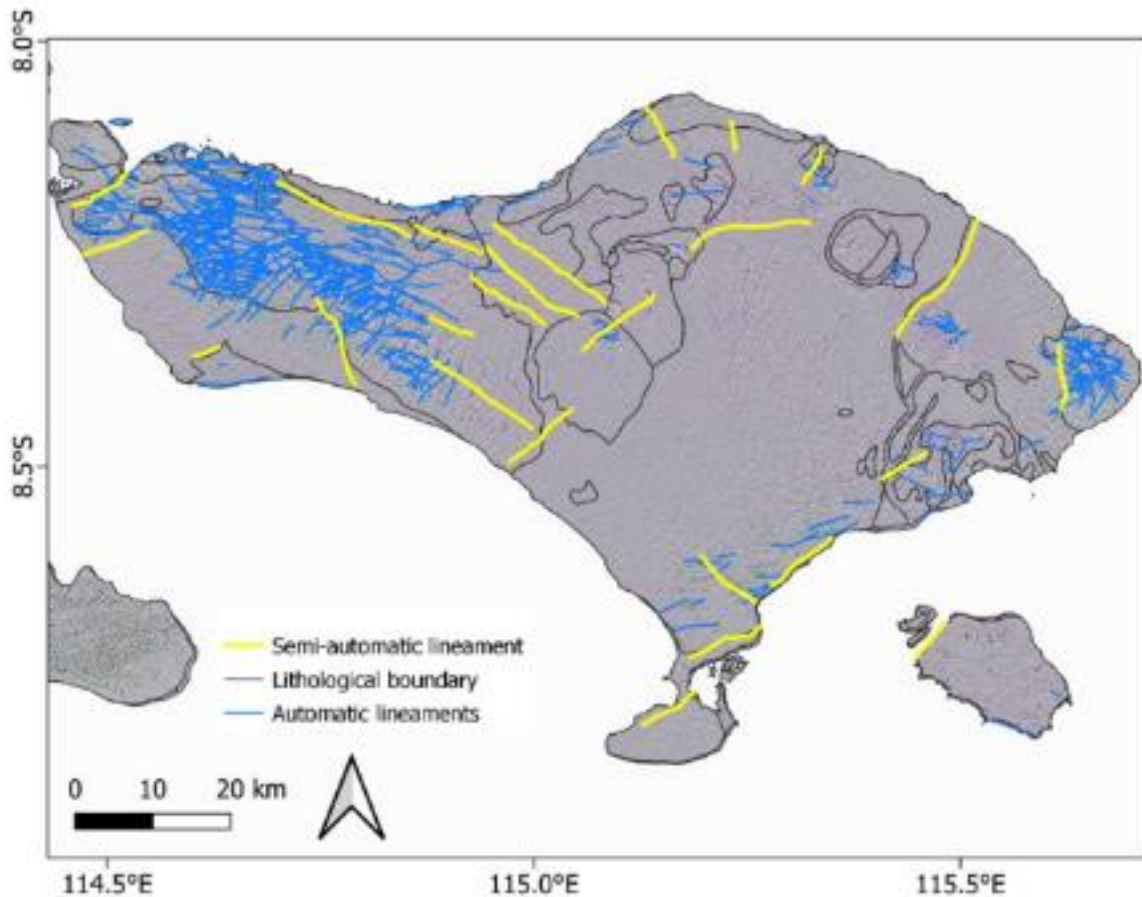 8.0°S
8.5°S
Semi-automatic lineament
Lithological boundary
Automatic lineaments
0 10 20 km
114.5°E 115.0°E 115.5°E